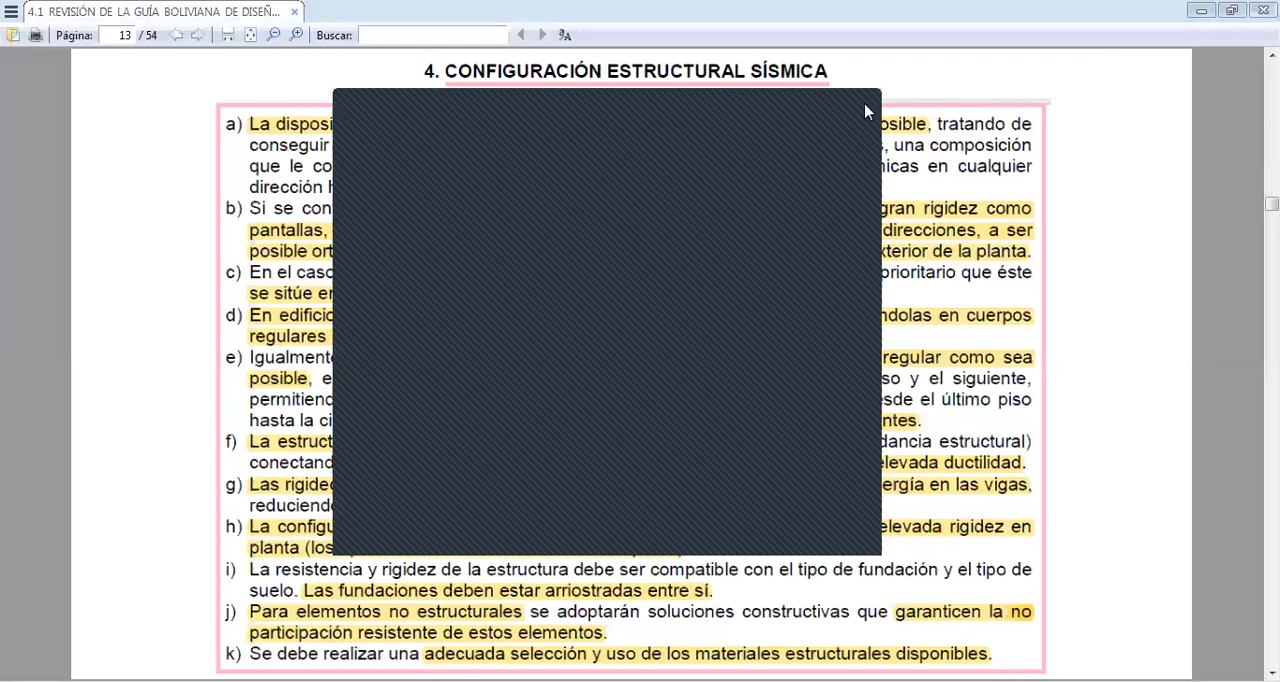 4.1 REVISIÓN DE LA GUÍA BOLIVIANA DE DISEÑ...
Página: 13 / 54 Buscar:
4. CONFIGURACIÓN ESTRUCTURAL SÍSMICA
a) La disposi osible, tratando de
conseguir , una composición
que le co nicas en cualquier
dirección
b) Si se con gran rigidez como
pantallas, direcciones, a ser
posible ort xterior de la planta.
c) En el caso prioritario que éste
se sitúe en
d) En edificio ndolas en cuerpos
regulares
e) Igualmente regular como sea
posible, e so y el siguiente,
permitiend esde el último piso
hasta la ci ntes.
f) La estruct dancia estructural)
conectand elevada ductilidad.
g) Las rigidec ergía en las vigas,
reduciendo
h) La configu elevada rigidez en
planta (los
i) La resistencia y rigidez de la estructura debe ser compatible con el tipo de fundación y el tipo de
suelo. Las fundaciones deben estar arriostradas entre sí.
j) Para elementos no estructurales se adoptarán soluciones constructivas que garanticen la no
participación resistente de estos elementos.
k) Se debe realizar una adecuada selección y uso de los materiales estructurales disponibles.